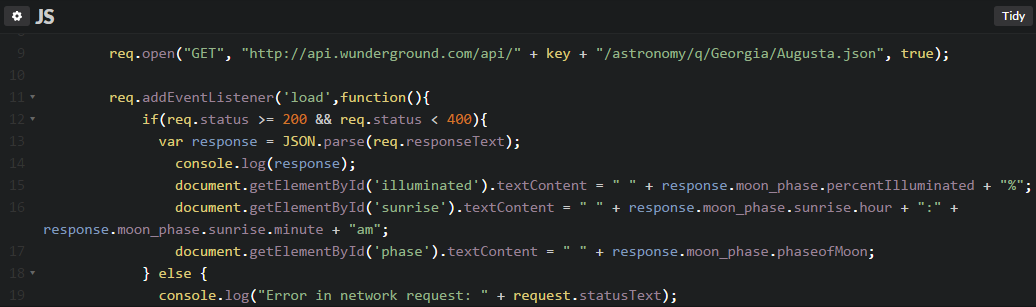 JS
Tidy
9 req.open("GET", "http://api.wunderground.com/api/" + key + "/astronomy/q/Georgia/Augusta.json", true);
10
11 req.addEventListener('load',function(){
12 if(req.status >= 200 && req.status < 400){
13 var response = JSON.parse(req.responseText);
14 console.log(response);
15 document.getElementById('illuminated').textContent = " " + response.moon_phase.percentIlluminated + "%";
16 document.getElementById('sunrise').textContent = " " + response.moon_phase.sunrise.hour + ":" +
response.moon_phase.sunrise.minute + "am";
17 document.getElementById('phase').textContent = " " + response.moon_phase.phaseofMoon;
18 } else {
19 console.log("Error in network request: " + request.statusText);